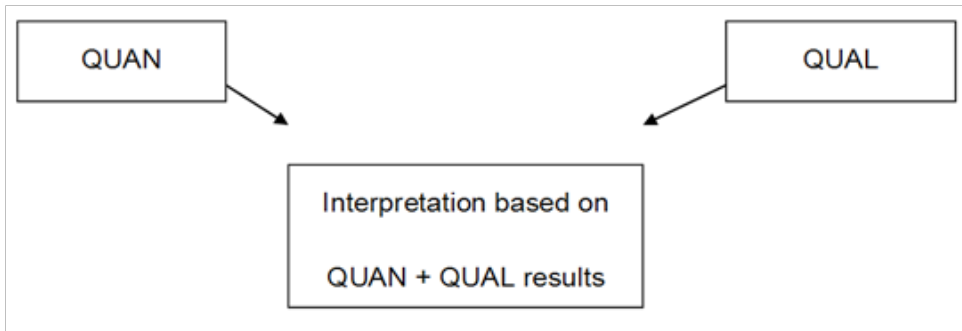 QUAN
QUAL
Interpretation based on
QUAN + QUAL results